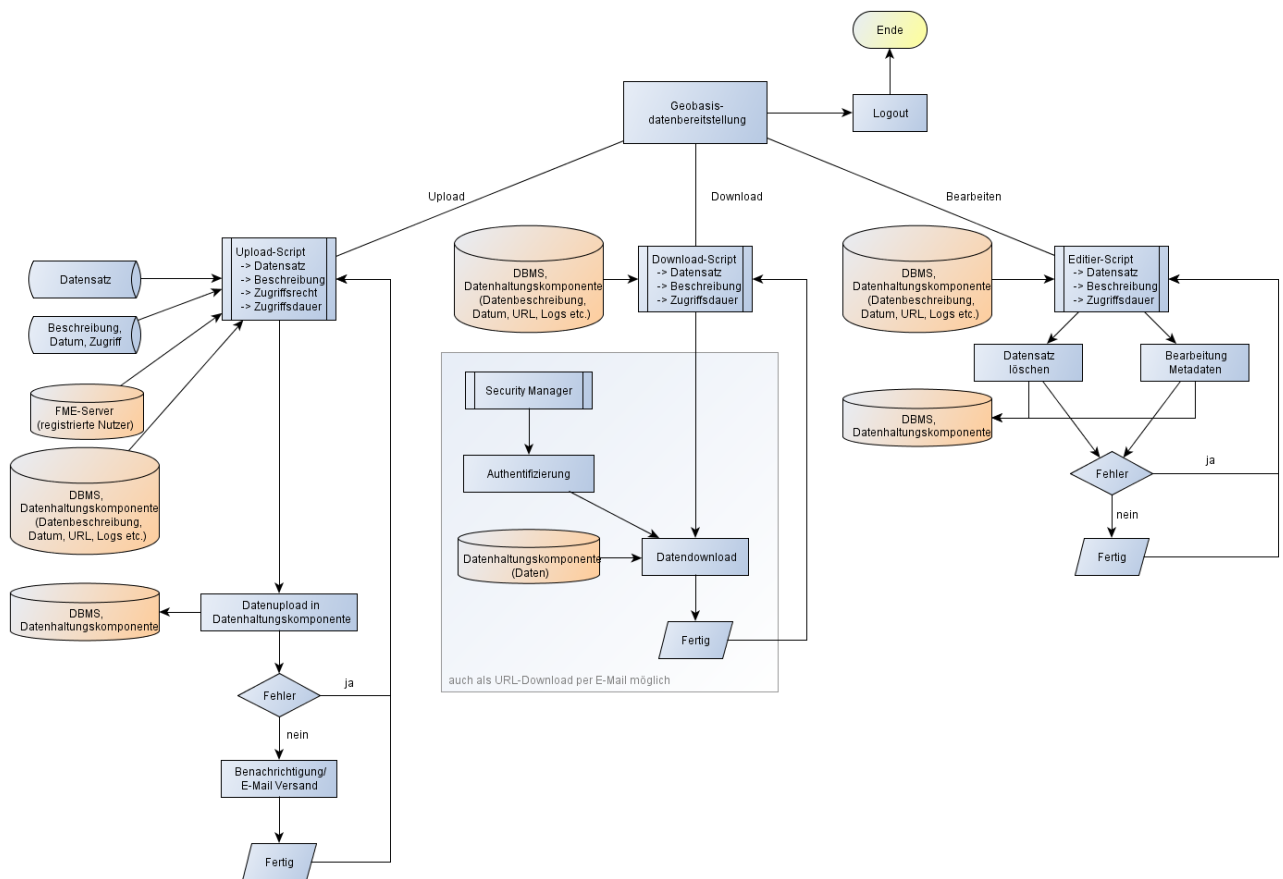 Ende
Geobasis-
datenbereitstellung
Logout
Upload
Download
Bearbeiten
Upload-Script
-> Datensatz
-> Beschreibung
-> Zugriffsrecht
-> Zugriffsdauer
Datensatz
Beschreibung,
Datum, Zugriff
FME-Server
(registrierte Nutzer)
DBMS,
Datenhaltungskomponente
(Datenbeschreibung,
Datum, URL, Logs etc.)
DBMS,
Datenhaltungskomponente
Datenupload in
Datenhaltungskomponente
Fehler
ja
nein
Benachrichtigung/
E-Mail Versand
Fertig
DBMS,
Datenhaltungskomponente
(Datenbeschreibung,
Datum, URL, Logs etc.)
Download-Script
-> Datensatz
-> Beschreibung
-> Zugriffsdauer
Security Manager
Authentifizierung
Datenhaltungskomponente
(Daten)
Datendownload
Fertig
auch als URL-Download per E-Mail möglich
DBMS,
Datenhaltungskomponente
(Datenbeschreibung,
Datum, URL, Logs etc.)
Editier-Script
-> Datensatz
-> Beschreibung
-> Zugriffsdauer
Datensatz
löschen
Bearbeitung
Metadaten
DBMS,
Datenhaltungskomponente
Fehler
ja
nein
Fertig